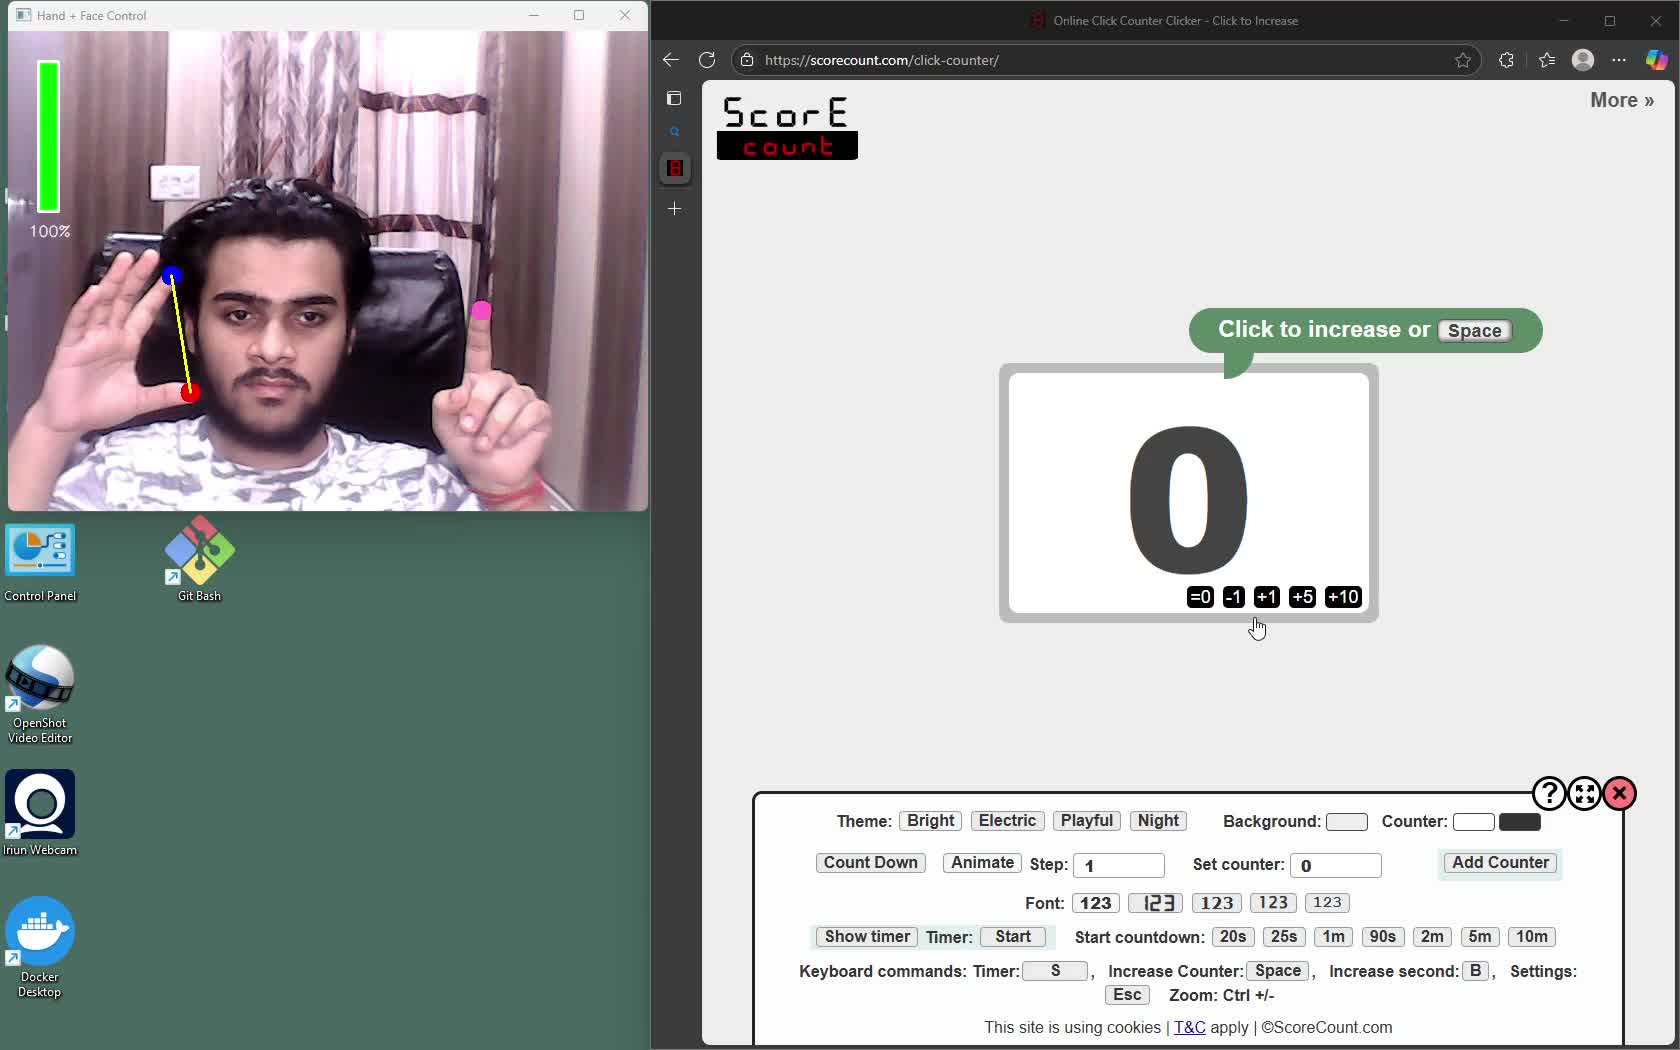 Hand + Face Control
100%
Control Panel
Git Bash
OpenShot
Video Editor
Iriun Webcam
Docker
Desktop
Online Click Counter Clicker - Click to Increase
https://scorecount.com/click-counter/
More »
ScorE
count
Click to increase or Space
0
=0 -1 +1 +5 +10
?
Theme: Bright Electric Playful Night Background: Counter:
Count Down Animate Step: 1 Set counter: 0 Add Counter
Font: 123 123 123 123 123
Show timer Timer: Start Start countdown: 20s 25s 1m 90s 2m 5m 10m
Keyboard commands: Timer: S , Increase Counter: Space , Increase second: B , Settings:
Esc Zoom: Ctrl +/-
This site is using cookies | T&C apply | ©ScoreCount.com